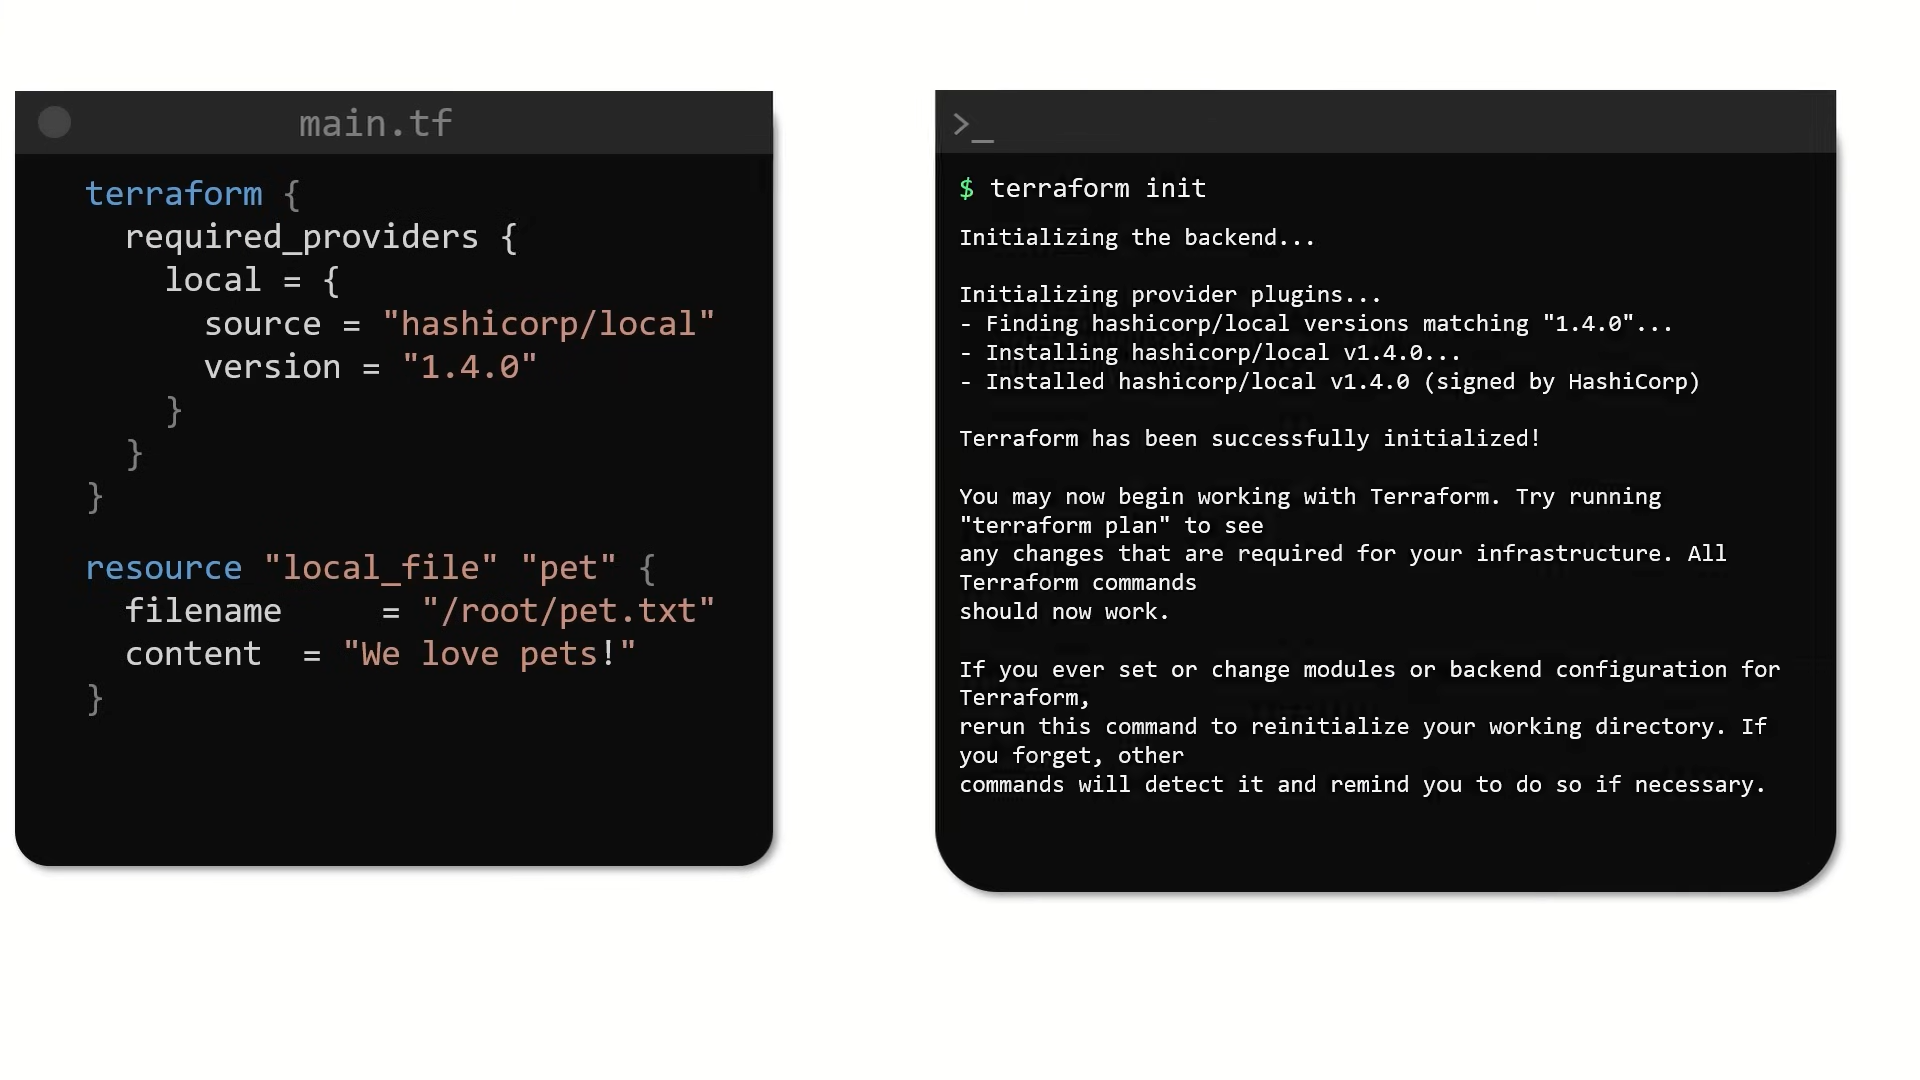 main.tf
terraform {
required_providers {
local = {
source = "hashicorp/local"
version = "1.4.0"
}
}
}
resource "local_file" "pet" {
filename     = "/root/pet.txt"
content  = "We love pets!"
}
>_
$ terraform init
Initializing the backend...
Initializing provider plugins...
- Finding hashicorp/local versions matching "1.4.0"...
- Installing hashicorp/local v1.4.0...
- Installed hashicorp/local v1.4.0 (signed by HashiCorp)
Terraform has been successfully initialized!
You may now begin working with Terraform. Try running
"terraform plan" to see
any changes that are required for your infrastructure. All
Terraform commands
should now work.
If you ever set or change modules or backend configuration for
Terraform,
rerun this command to reinitialize your working directory. If
you forget, other
commands will detect it and remind you to do so if necessary.